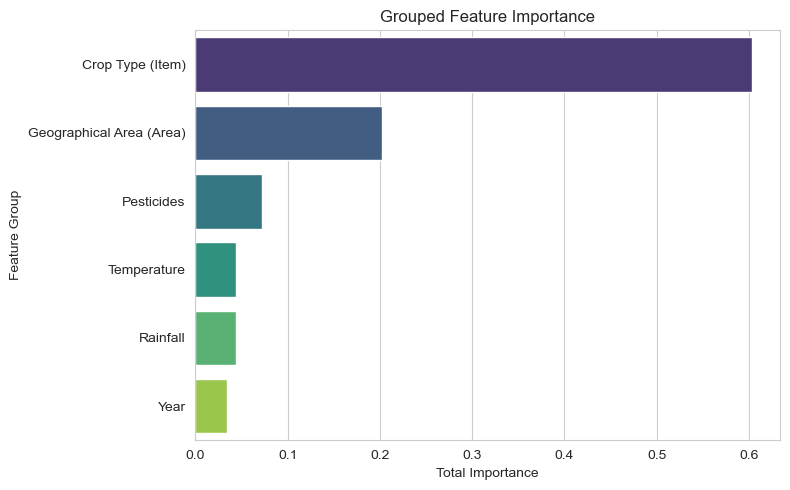 Grouped Feature Importance
Feature Group
Crop Type (Item)
Geographical Area (Area)
Pesticides
Temperature
Rainfall
Year
0.0 0.1 0.2 0.3 0.4 0.5 0.6
Total Importance